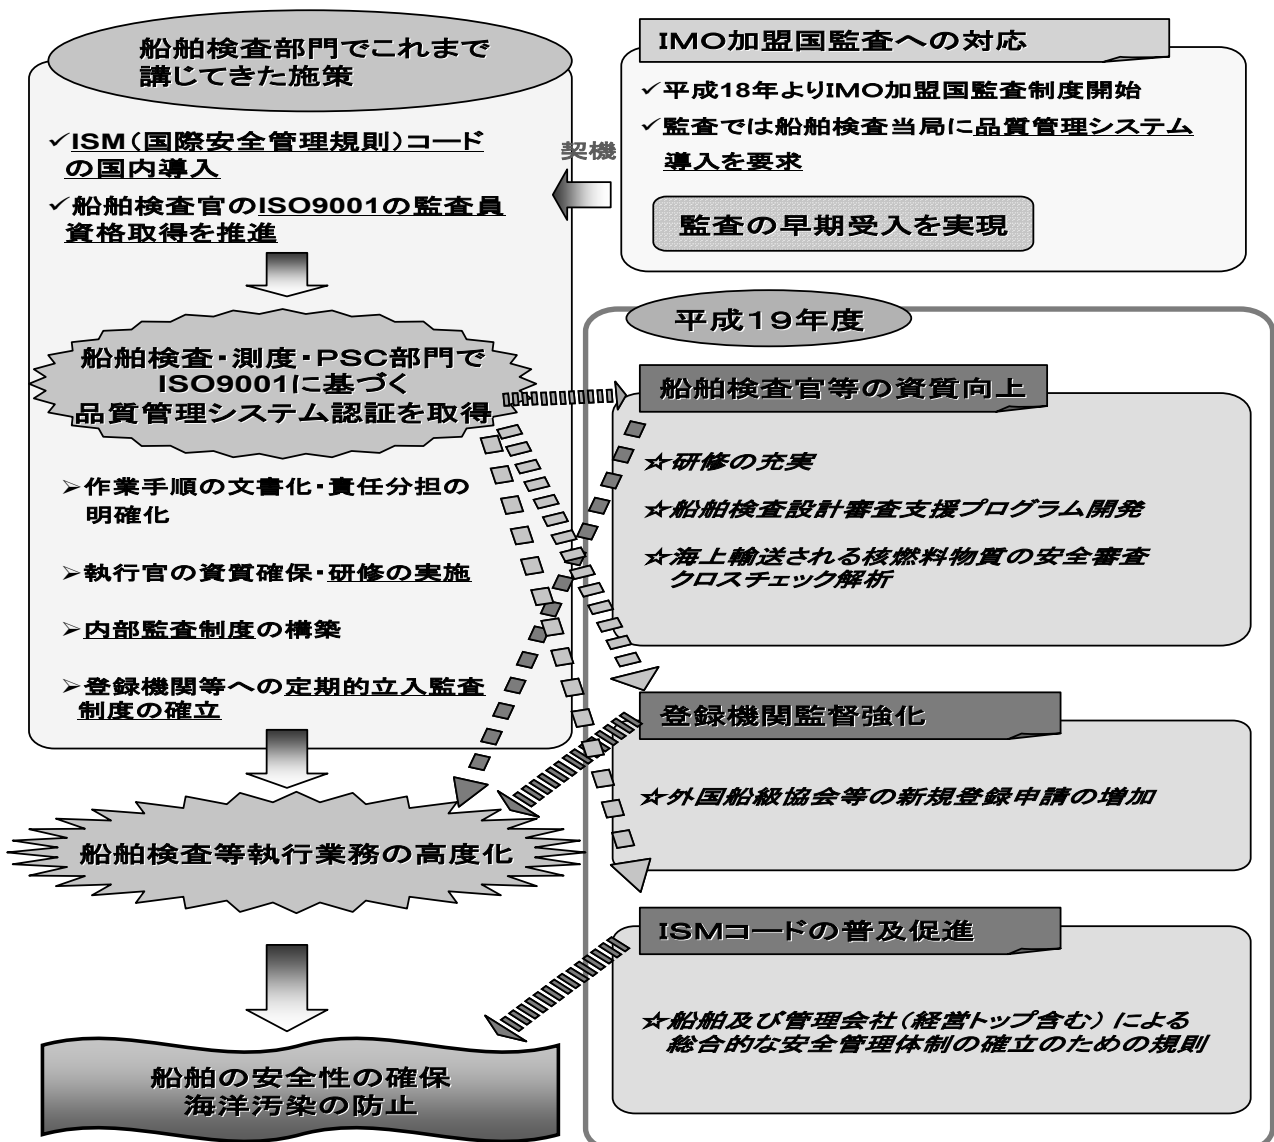 船舶検査部門でこれまで
講じてきた施策
✓ISM（国際安全管理規則）コード
の国内導入
✓船舶検査官のISO9001の監査員
資格取得を推進
契機
IMO加盟国監査への対応
✓平成18年よりIMO加盟国監査制度開始
✓監査では船舶検査当局に品質管理システム
導入を要求
監査の早期受入を実現
船舶検査・測度・PSC部門で
ISO9001に基づく
品質管理システム認証を取得
➢作業手順の文書化・責任分担の
明確化
➢執行官の資質確保・研修の実施
➢内部監査制度の構築
➢登録機関等への定期的立入監査
制度の確立
船舶検査等執行業務の高度化
船舶の安全性の確保
海洋汚染の防止
平成19年度
船舶検査官等の資質向上
☆研修の充実
☆船舶検査設計審査支援プログラム開発
☆海上輸送される核燃料物質の安全審査
クロスチェック解析
登録機関監督強化
☆外国船級協会等の新規登録申請の増加
ISMコードの普及促進
☆船舶及び管理会社（経営トップ含む）による
総合的な安全管理体制の確立のための規則